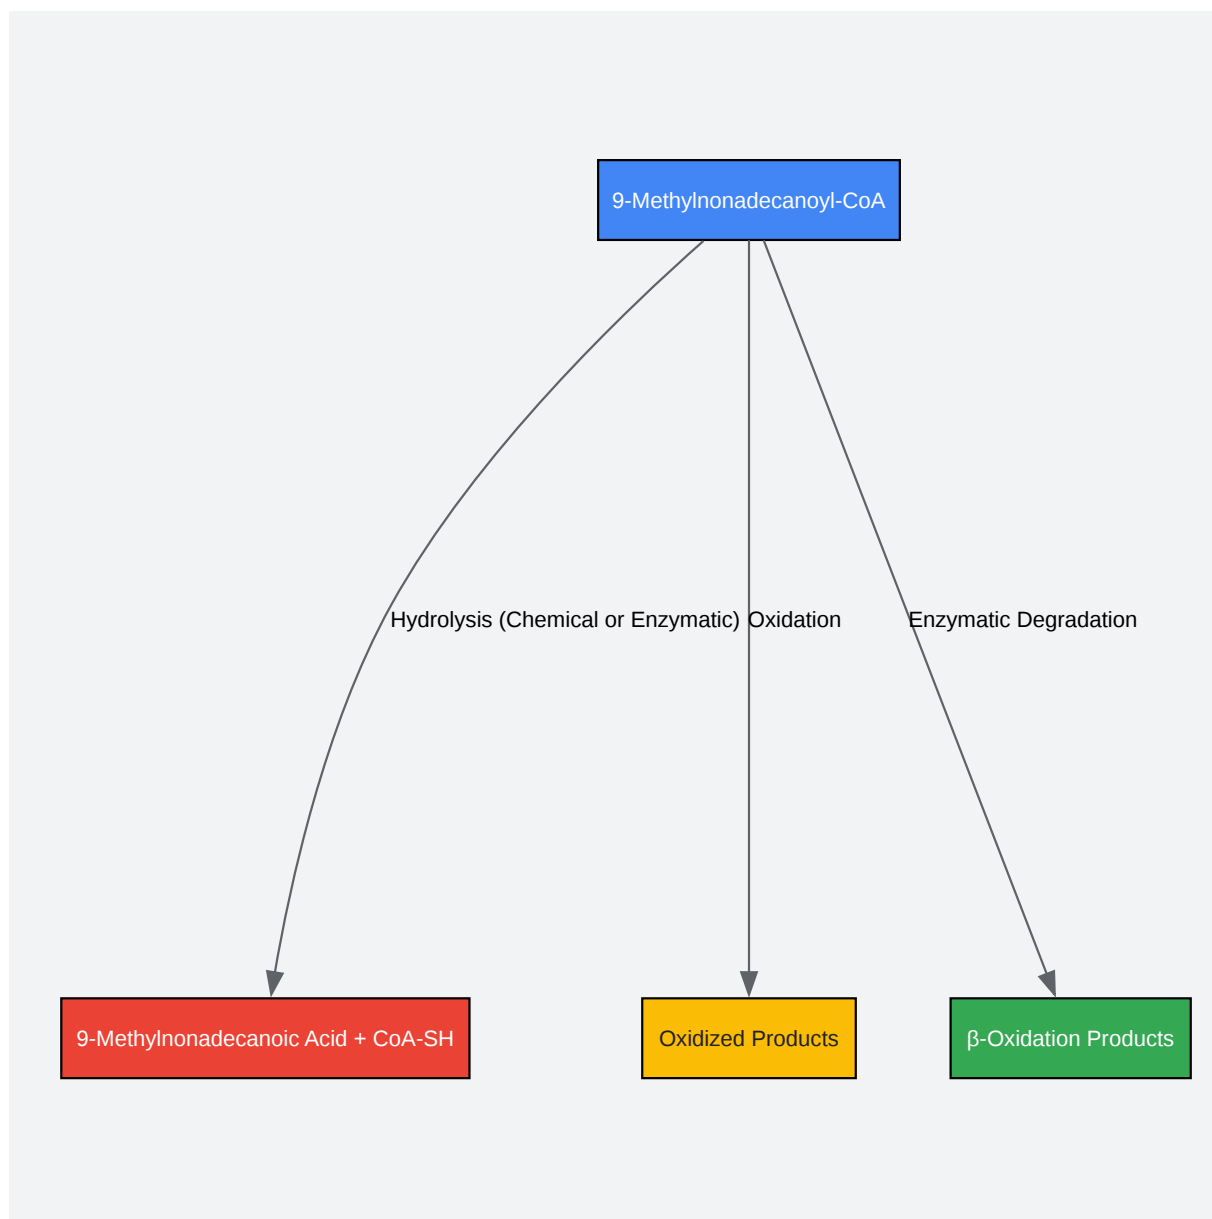 9-Methylnonadecanoyl-CoA
Hydrolysis (Chemical or Enzymatic)
Oxidation
Enzymatic Degradation
9-Methylnonadecanoic Acid + CoA-SH
Oxidized Products
β-Oxidation Products